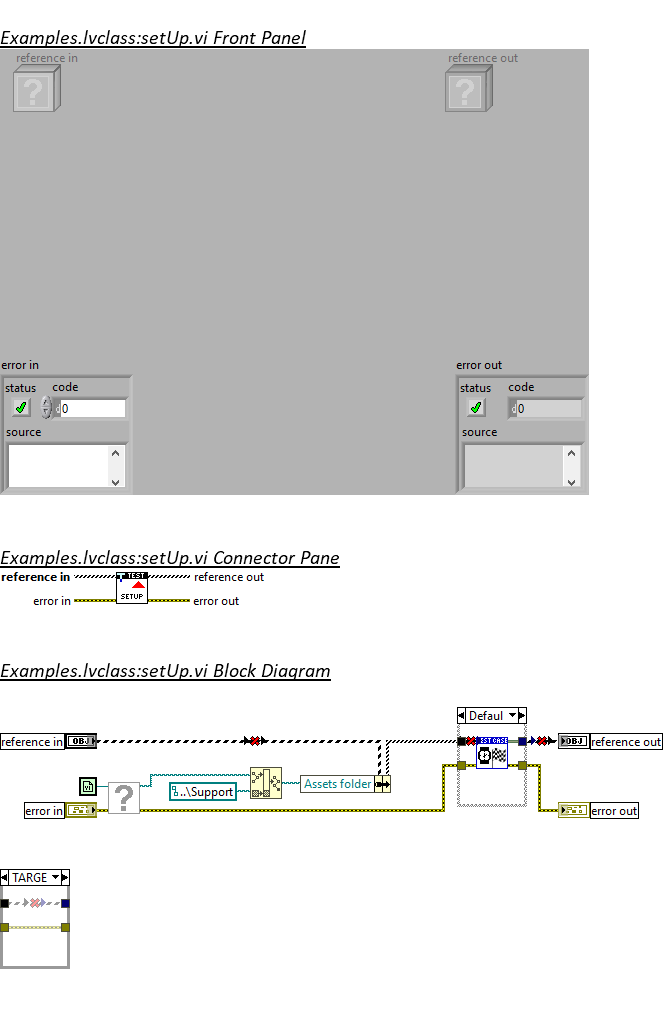 Examples.lvclass:setUp.vi Front Panel
reference in
reference out
error in
error out
status code
status code
d0
d0
source
source
Examples.lvclass:setUp.vi Connector Pane
reference in
TEST
reference out
error in
SETUP
error out
Examples.lvclass:setUp.vi Block Diagram
Defaul
reference in
OBJ
OBJ
reference out
vi
?
..\Support
Assets folder
error in
error out
TARGE